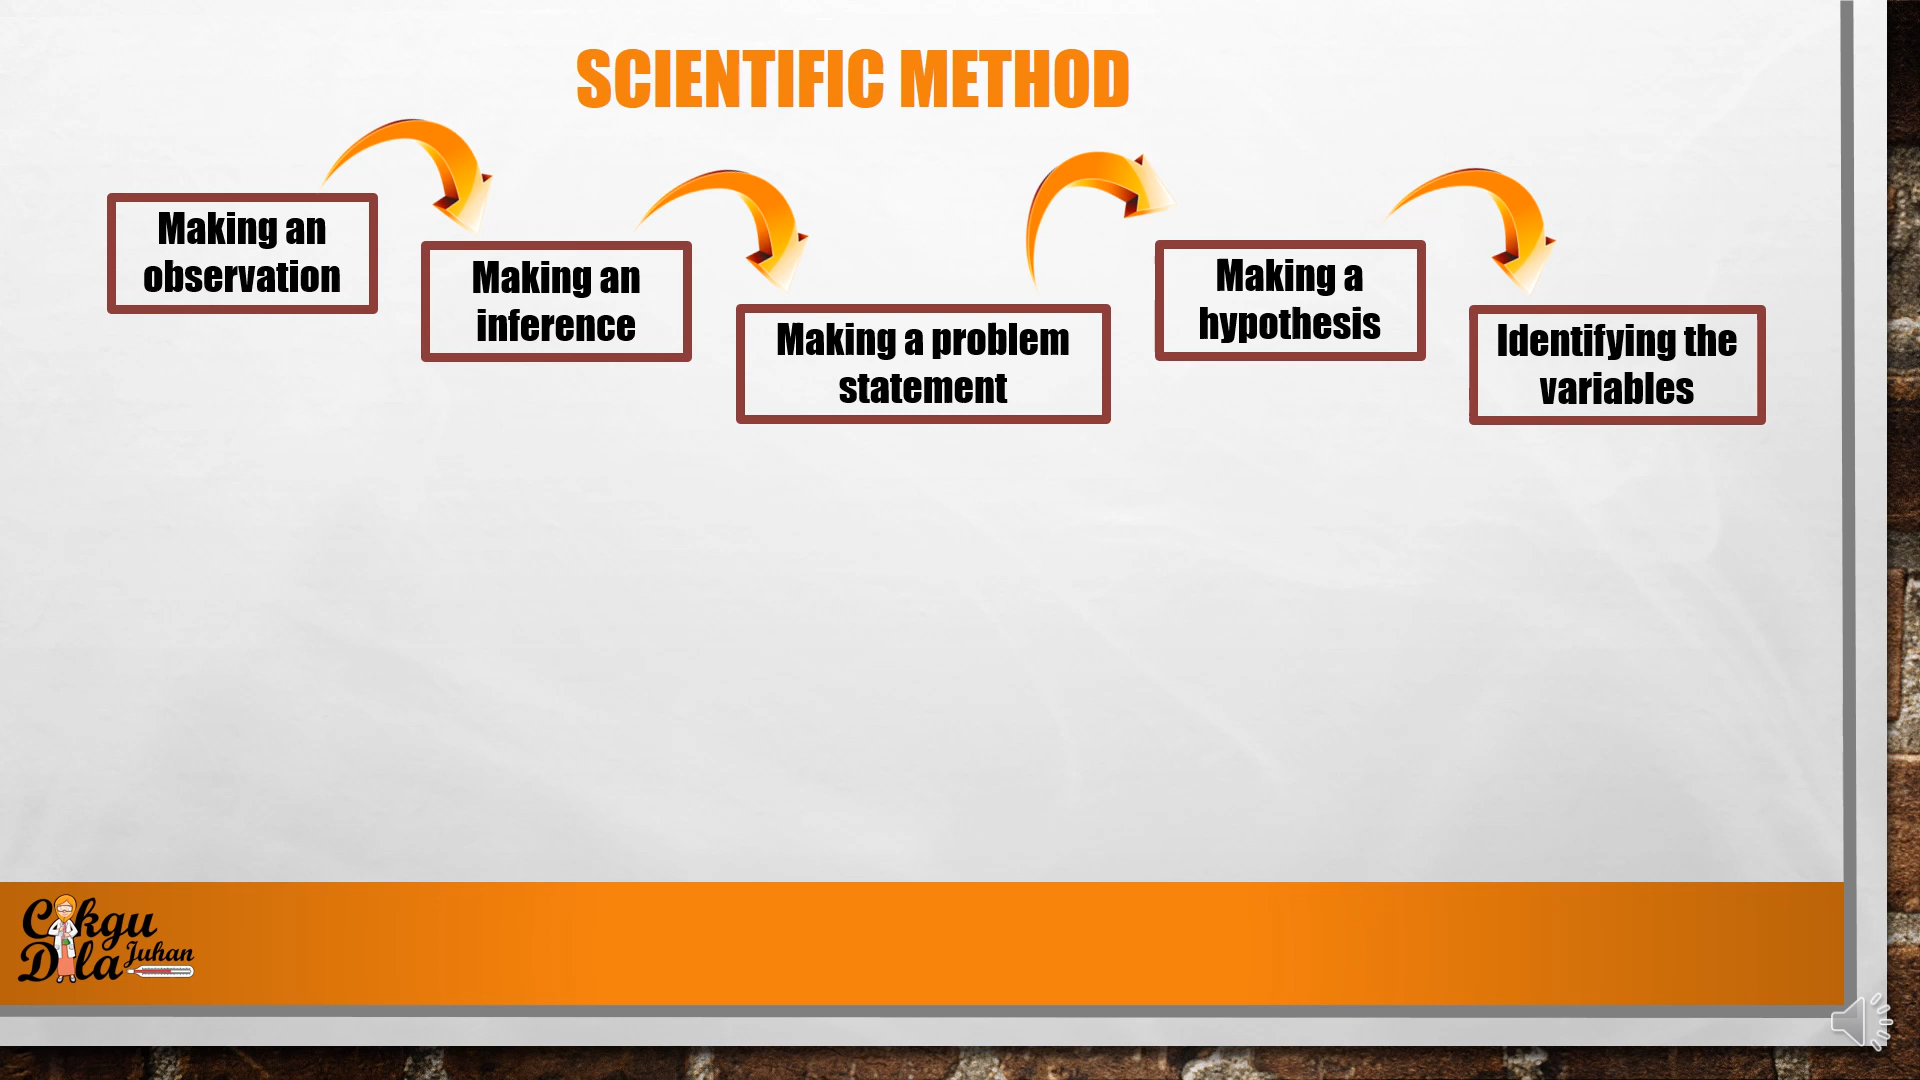 SCIENTIFIC METHOD
Making an
observation
Making an
inference
Making a problem
statement
Making a
hypothesis
Identifying the
variables
Cikgu
Dila Juhan